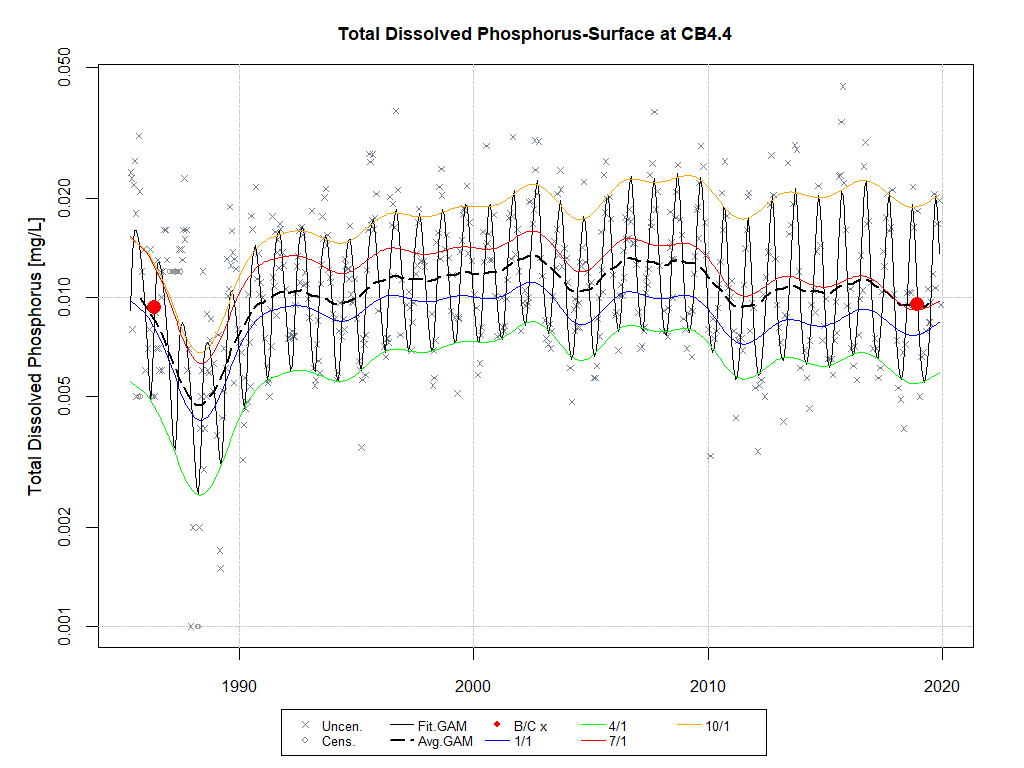 Total Dissolved Phosphorus-Surface at CB4.4
Total Dissolved Phosphorus [mg/L]
0.050
0.020
0.010
0.005
0.002
0.001
1990 2000 2010 2020
Uncen. Fit.GAM B/C x 4/1 10/1
Cens. Avg.GAM 1/1 7/1